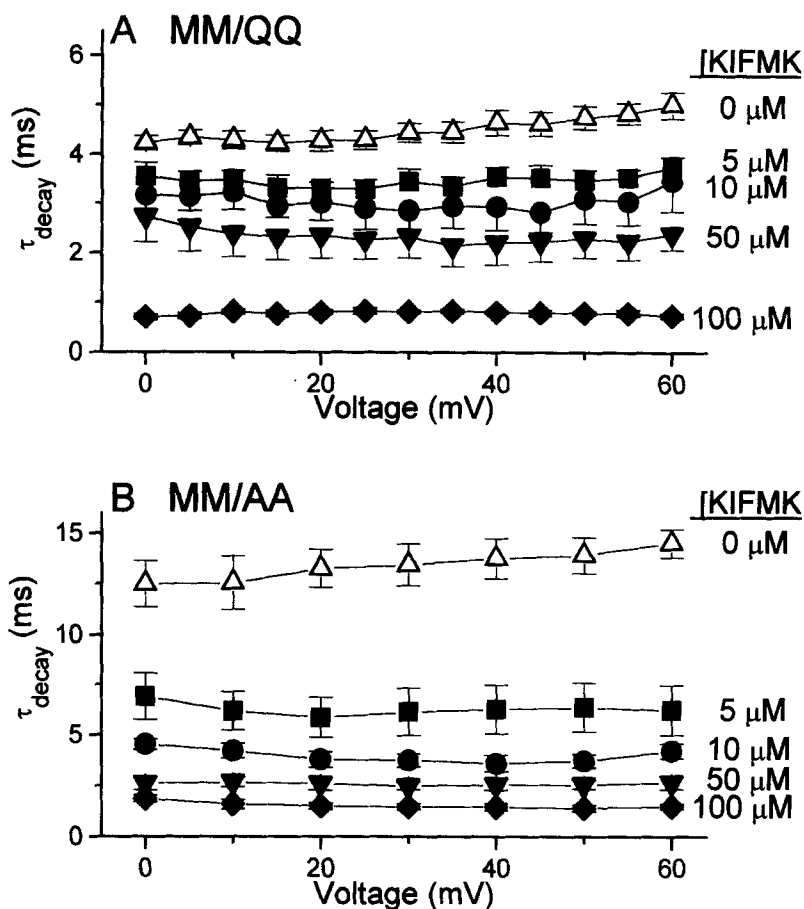 A MM/QQ
[KIFMK
6
4
2
0
τdecay (ms)
0 μM
5 μM
10 μM
50 μM
100 μM
0 20 40 60
Voltage (mV)
B MM/AA
[KIFMK
15
10
5
0
τdecay (ms)
0 μM
5 μM
10 μM
50 μM
100 μM
0 20 40 60
Voltage (mV)